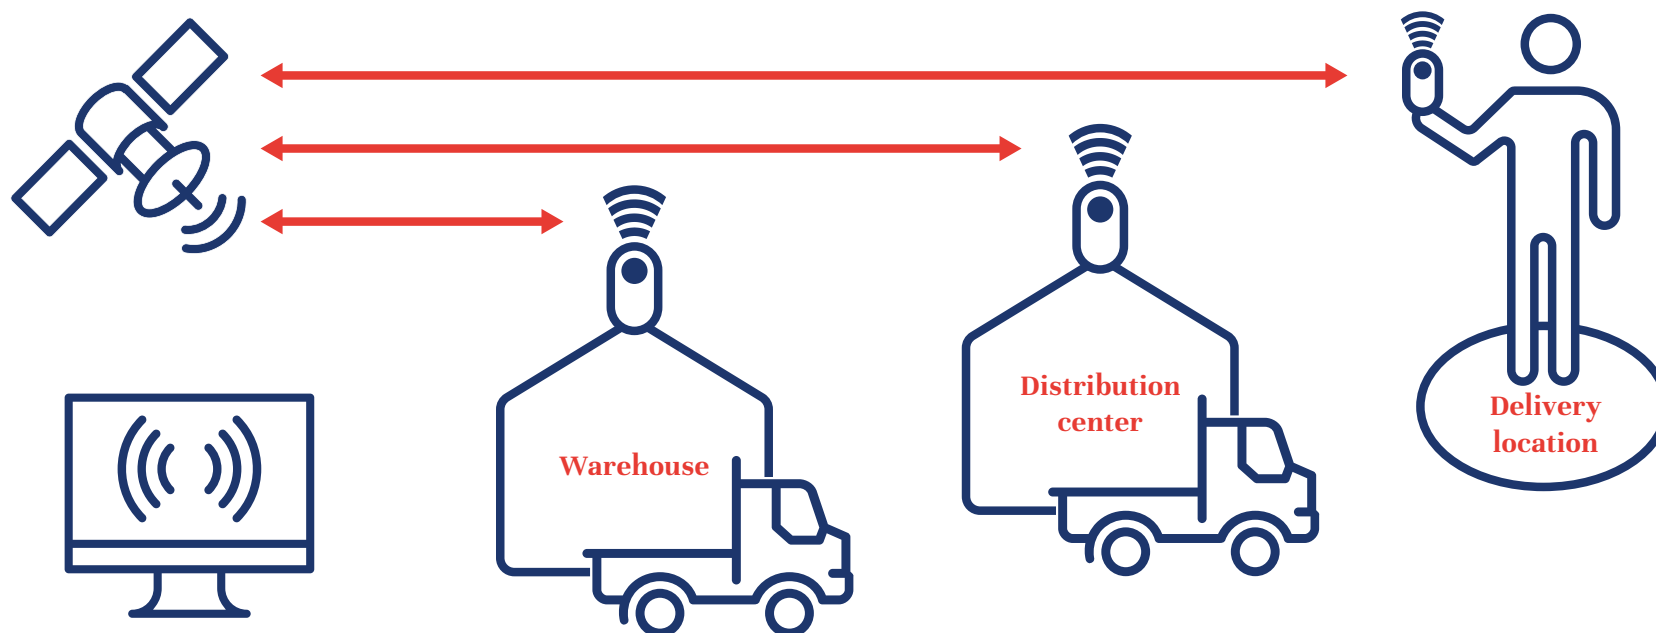 Warehouse
Distribution
center
Delivery
location